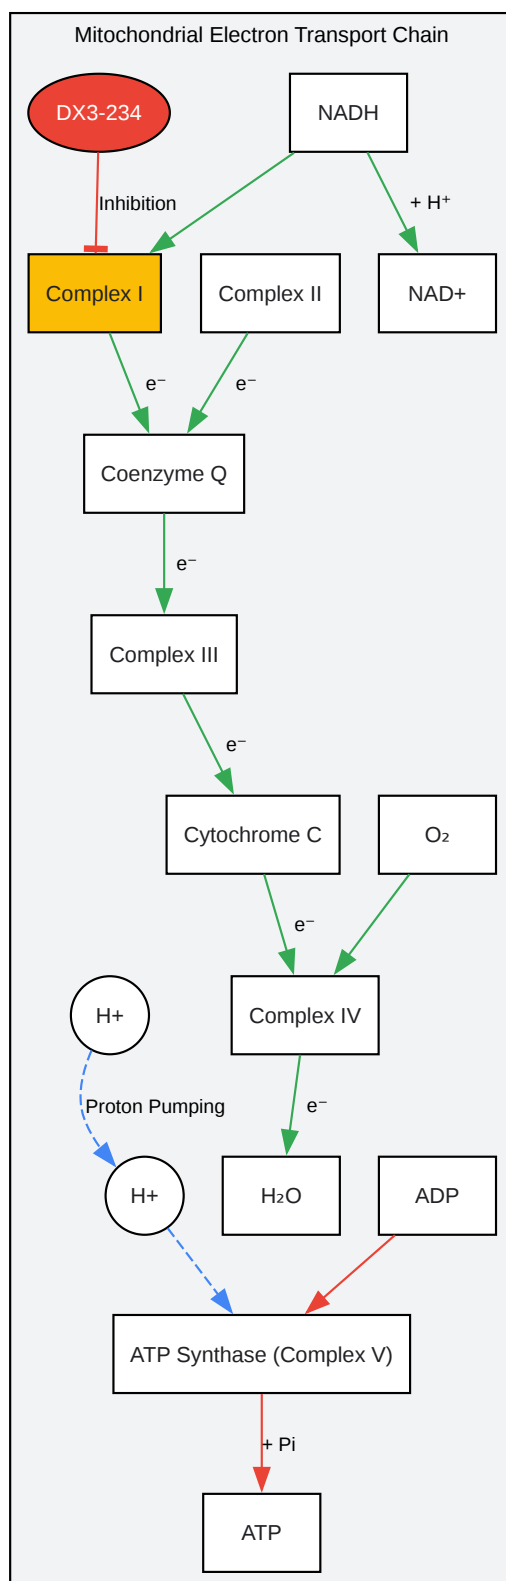 Mitochondrial Electron Transport Chain
DX3-234
NADH
Inhibition
+ H⁺
Complex I
Complex II
NAD+
e⁻
e⁻
Coenzyme Q
e⁻
Complex III
e⁻
Cytochrome C
O₂
e⁻
H+
Complex IV
Proton Pumping
e⁻
H+
H₂O
ADP
ATP Synthase (Complex V)
+ Pi
ATP